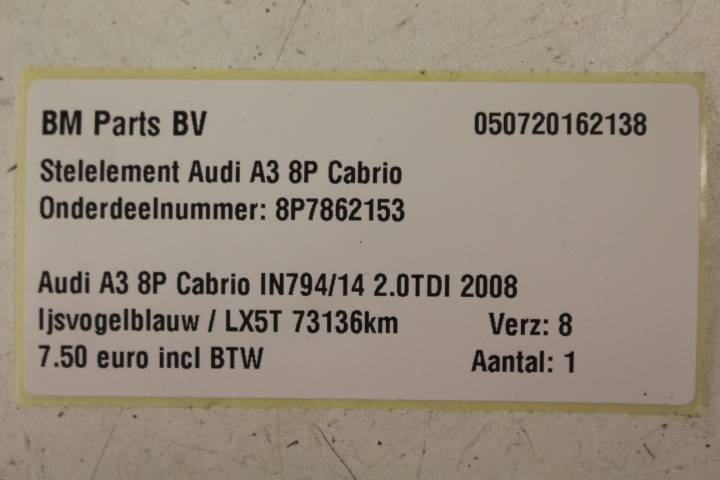 BM Parts BV 050720162138
Stelelement Audi A3 8P Cabrio
Onderdeelnummer: 8P7862153
Audi A3 8P Cabrio IN794/14 2.0TDI 2008
Ijsvogelblauw / LX5T 73136km Verz: 8
7.50 euro incl BTW Aantal: 1